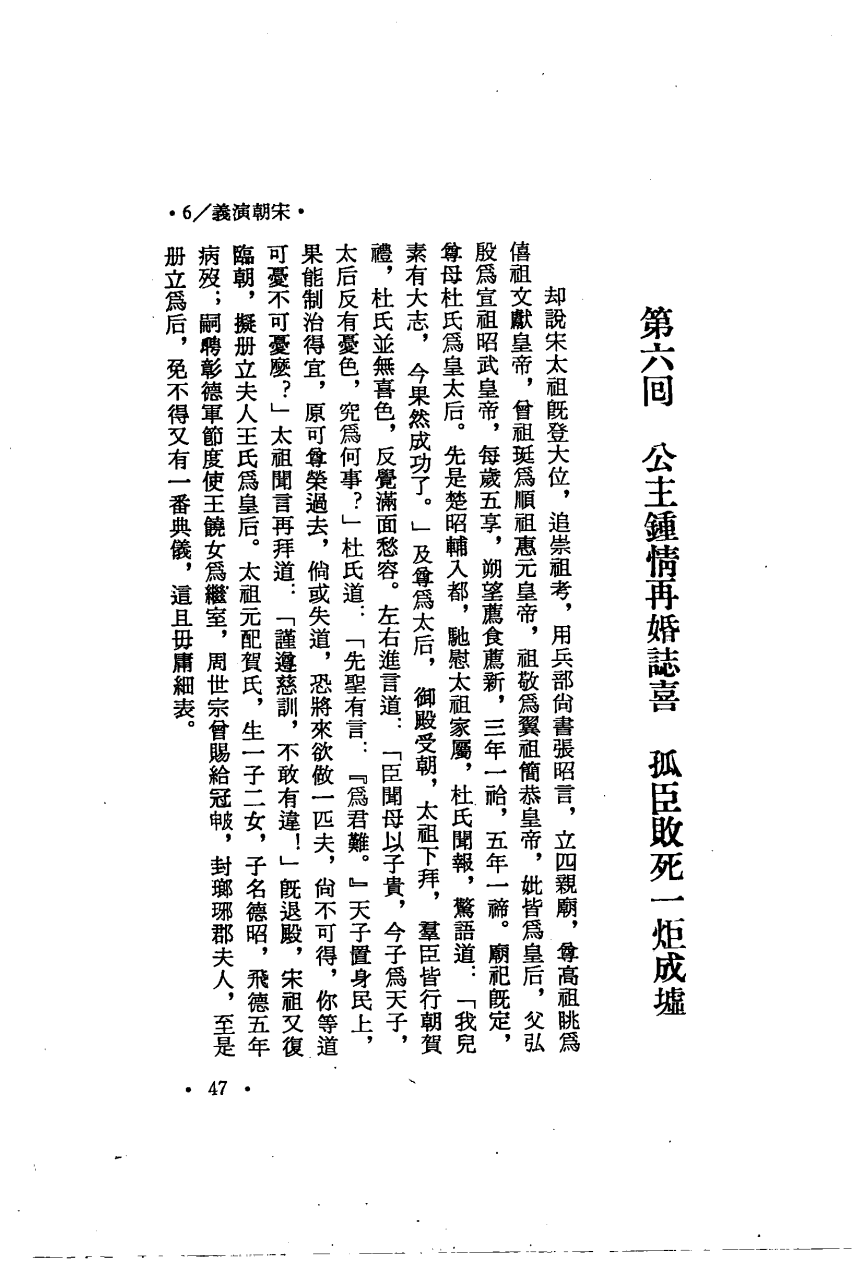 ·6／義演朝宋·
第六回　公主鍾情再婚誌喜　孤臣敗死一炬成墟
却說宋太祖旣登大位，追崇祖考，用兵部尙書張昭言，立四親廟，尊高祖眺爲
僖祖文獻皇帝，曾祖珽爲順祖惠元皇帝，祖敬爲翼祖簡恭皇帝，妣皆爲皇后，父弘
殷爲宣祖昭武皇帝，每歲五享，朔望薦食薦新，三年一祫，五年一禘。廟祀旣定，
尊母杜氏爲皇太后。先是楚昭輔入都，馳慰太祖家屬，杜氏聞報，驚語道：「我兒
素有大志，今果然成功了。」及尊爲太后，御殿受朝，太祖下拜，羣臣皆行朝賀
禮，杜氏並無喜色，反覺滿面愁容。左右進言道：「臣聞母以子貴，今子爲天子，
太后反有憂色，究爲何事？」杜氏道：「先聖有言：『爲君難。』天子置身民上，
果能制治得宜，原可尊榮過去，倘或失道，恐將來欲做一匹夫，尙不可得，你等道
可憂不可憂麼？」太祖聞言再拜道：「謹遵慈訓，不敢有違！」旣退殿，宋祖又復
臨朝，擬册立夫人王氏爲皇后。太祖元配賀氏，生一子二女，子名德昭，飛德五年
病歿；嗣聘彰德軍節度使王饒女爲繼室，周世宗曾賜給冠帔，封瑯琊郡夫人，至是
册立爲后，免不得又有一番典儀，這且毋庸細表。
·47·